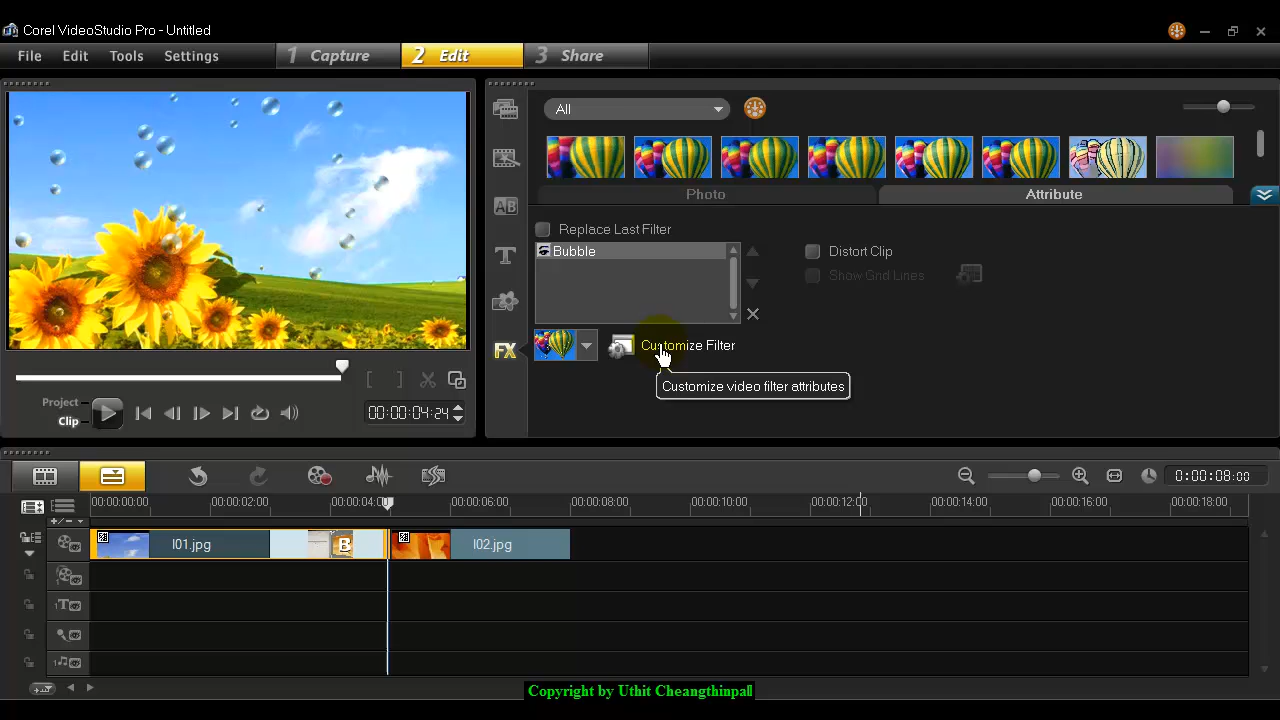 Corel VideoStudio Pro - Untitled
File Edit Tools Settings 1 Capture 2 Edit 3 Share
All
Photo Attribute
Replace Last Filter
Bubble
Distort Clip
Show Grid Lines
FX
Customize Filter
Customize video filter attributes
Project
Clip
00:00:04:24
0:00:08:00
00:00:00:00 00:00:02:00 00:00:04:00 00:00:06:00 00:00:08:00 00:00:10:00 00:00:12:00 00:00:14:00 00:00:16:00 00:00:18:00
I01.jpg I02.jpg
Copyright by Uthit Cheangthinpall